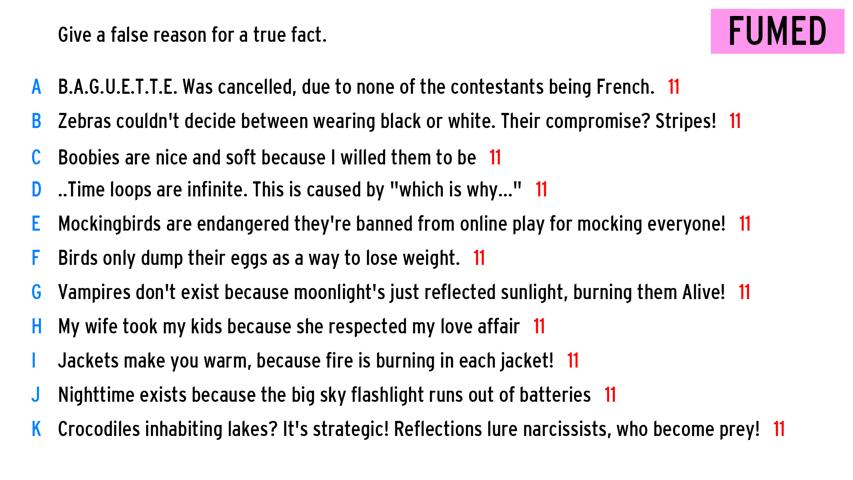 Give a false reason for a true fact.
FUMED
A B.A.G.U.E.T.T.E. Was cancelled, due to none of the contestants being French. 11
B Zebras couldn't decide between wearing black or white. Their compromise? Stripes! 11
C Boobies are nice and soft because I willed them to be 11
D ..Time loops are infinite. This is caused by "which is why..." 11
E Mockingbirds are endangered they're banned from online play for mocking everyone! 11
F Birds only dump their eggs as a way to lose weight. 11
G Vampires don't exist because moonlight's just reflected sunlight, burning them Alive! 11
H My wife took my kids because she respected my love affair 11
I Jackets make you warm, because fire is burning in each jacket! 11
J Nighttime exists because the big sky flashlight runs out of batteries 11
K Crocodiles inhabiting lakes? It's strategic! Reflections lure narcissists, who become prey! 11